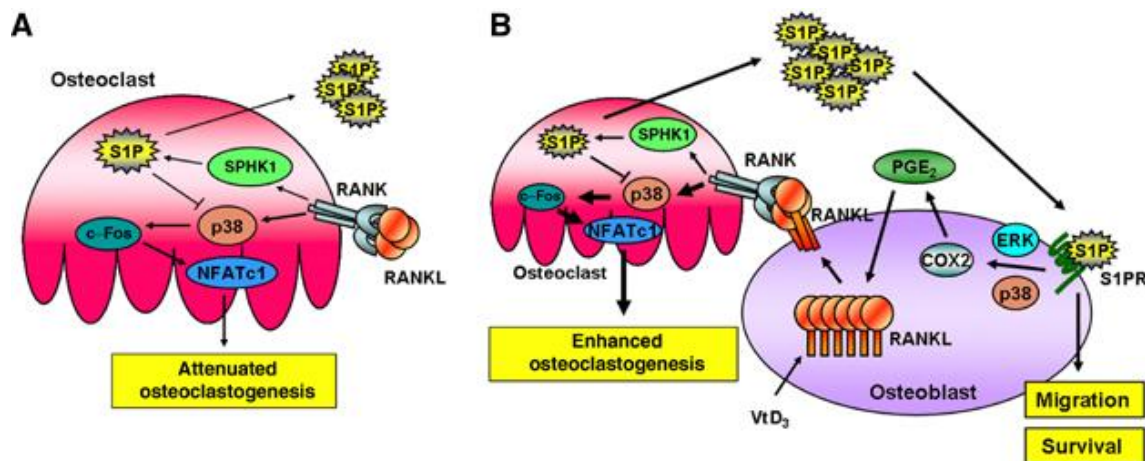 A
Osteoclast
S1P
S1P
S1P
S1P
SPHK1
RANK
p38
c-Fos
NFATc1
RANKL
Attenuated
osteoclastogenesis
B
S1P
S1P
S1P
S1P
S1P
S1P
S1P
SPHK1
RANK
PGE2
p38
c-Fos
RANKL
NFATc1
ERK
S1P
COX2
Osteoclast
S1PR
p38
Enhanced
osteoclastogenesis
RANKL
Osteoblast
VtD3
Migration
Survival